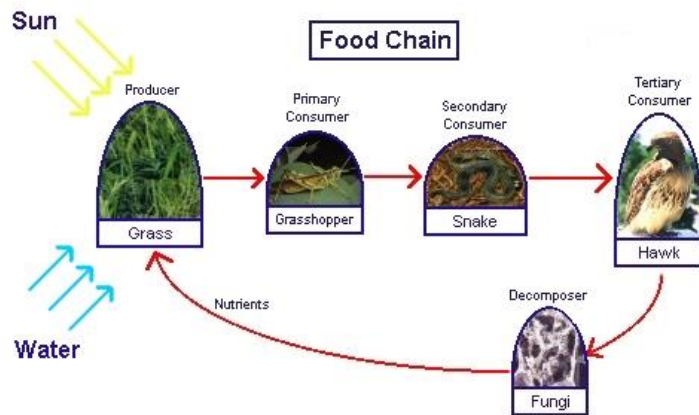 Sun
Food Chain
Producer
Primary
Consumer
Secondary
Consumer
Tertiary
Consumer
Grass
Grasshopper
Snake
Hawk
Nutrients
Decomposer
Water
Fungi